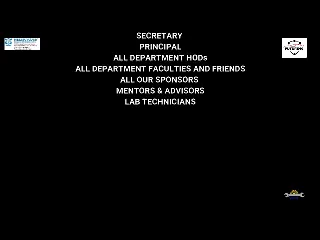 SECRETARY
PRINCIPAL
ALL DEPARTMENT HODs
ALL DEPARTMENT FACULTIES AND FRIENDS
ALL OUR SPONSORS
MENTORS & ADVISORS
LAB TECHNICIANS